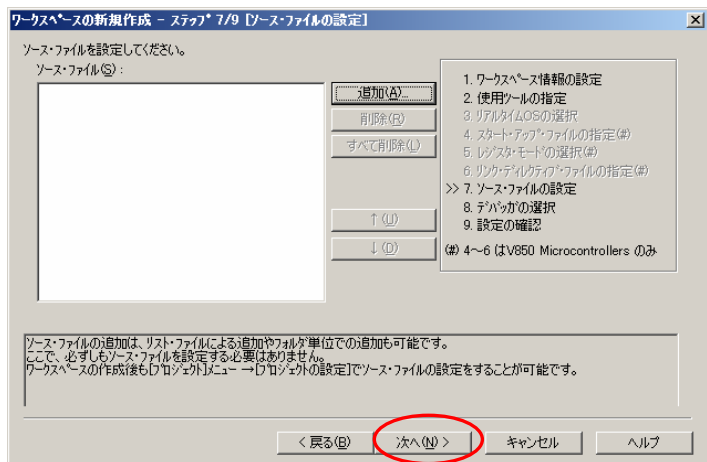 ワークスペースの新規作成 - ステップ 7/9 [ソース・ファイルの設定]
ソース・ファイルを設定してください。
ソース・ファイル(S) :
追加(A)...
削除(R)
すべて削除(L)
↑(U)
↓(D)
1. ワークスペース情報の設定
2. 使用ツールの指定
3. リアルタイムOSの選択
4. スタート・アップ・ファイルの指定(#)
5. レジスタ・モードの選択(#)
6. リンク・ディレクティブ・ファイルの指定(#)
>> 7. ソース・ファイルの設定
8. デバッガの選択
9. 設定の確認
(#) 4～6 はV850 Microcontrollers のみ
ソース・ファイルの追加は、リスト・ファイルによる追加やフォルダ単位での追加も可能です。
ここで、必ずしもソース・ファイルを設定する必要はありません。
ワークスペースの作成後も[プロジェクト]メニュー →[プロジェクトの設定]でソース・ファイルの設定をすることが可能です。
< 戻る(B)
次へ(N) >
キャンセル
ヘルプ